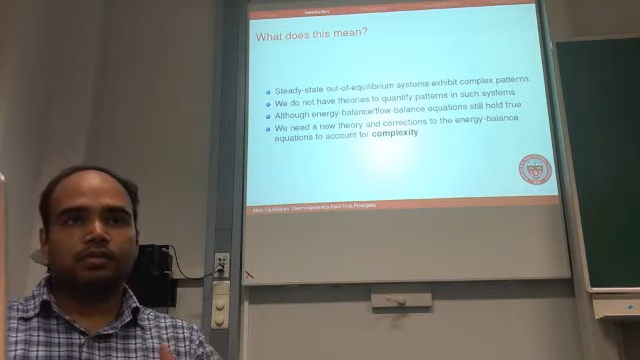 Introduction
What does this mean?
Steady-state out-of-equilibrium systems exhibit complex patterns.
We do not have theories to quantify patterns in such systems
Although energy-balance/flow-balance equations still hold true
We need a new theory and corrections to the energy-balance
equations to account for complexity
Non-Equilibrium Thermodynamics from First Principles